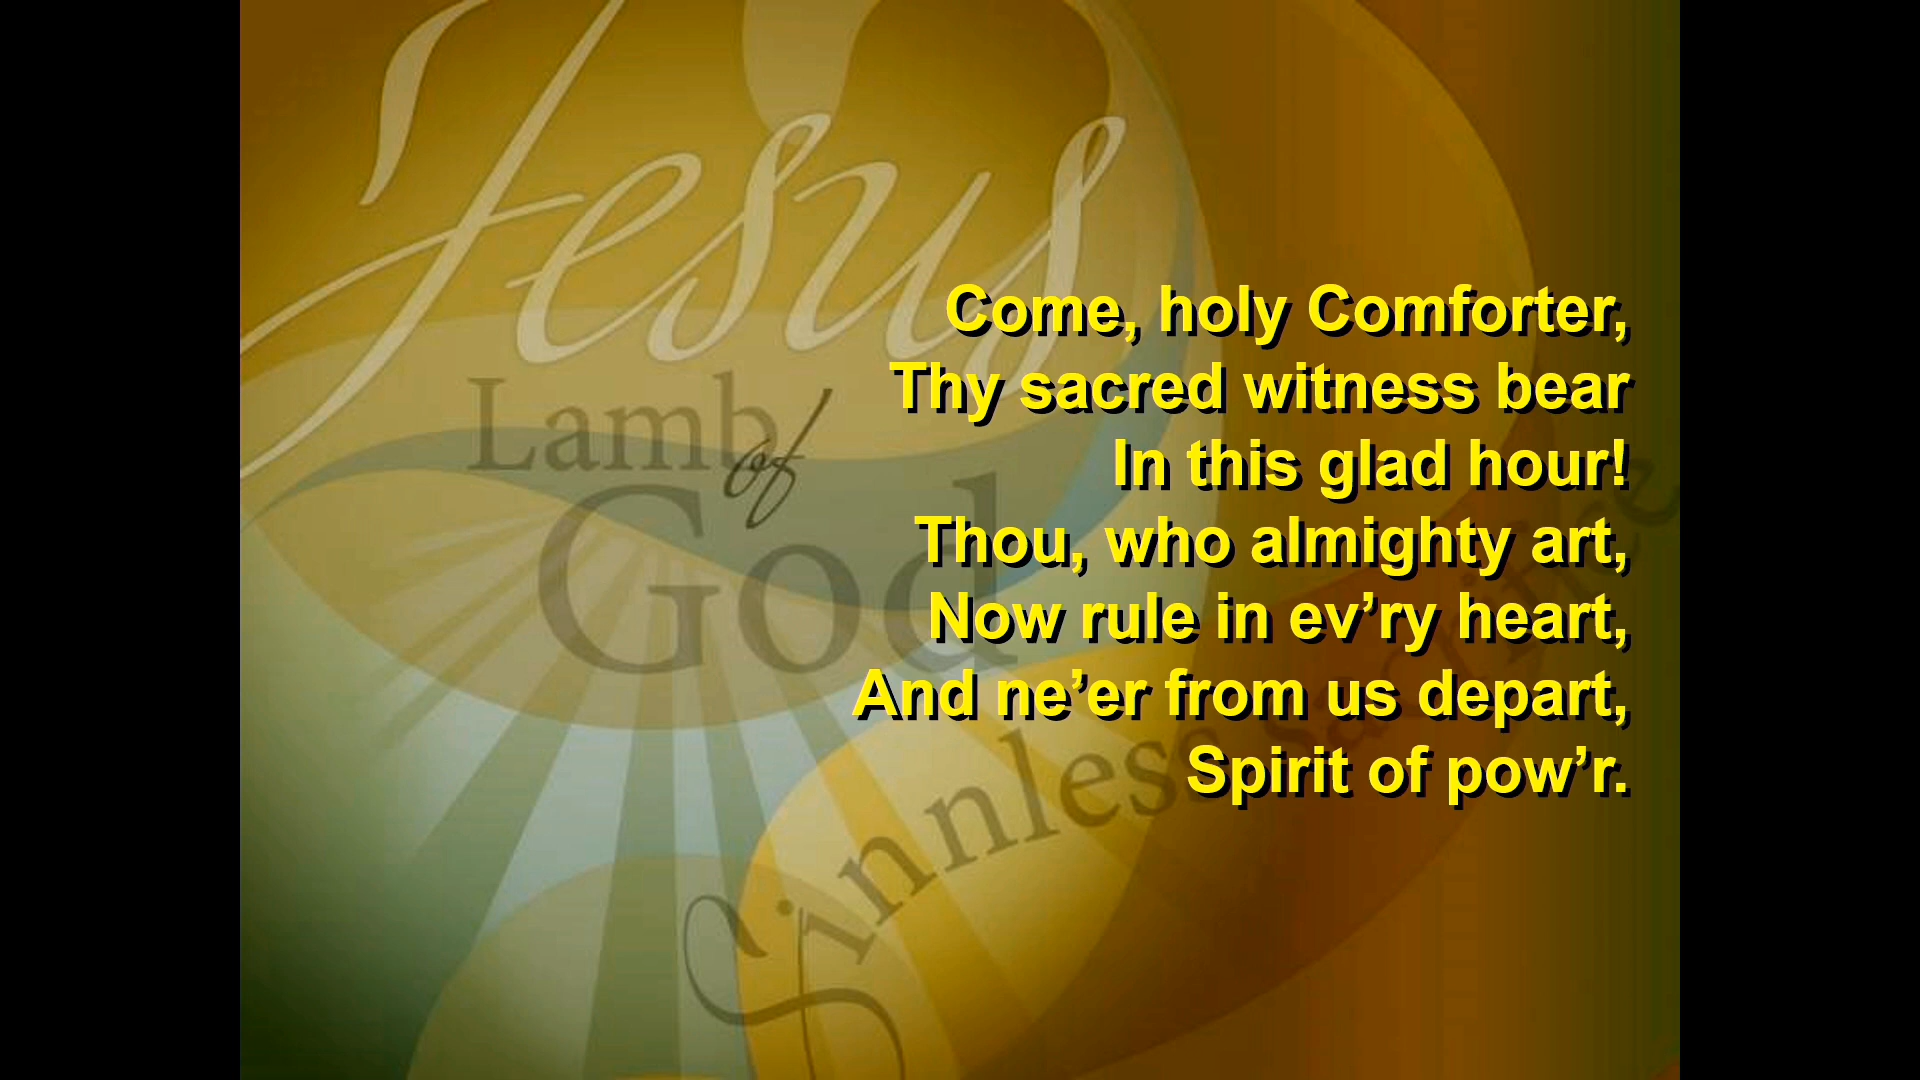 Jesus
Lamb of
God
Come, holy Comforter,
Thy sacred witness bear
In this glad hour!
Thou, who almighty art,
Now rule in ev’ry heart,
And ne’er from us depart,
Spirit of pow’r.
Sinnless sacrifice